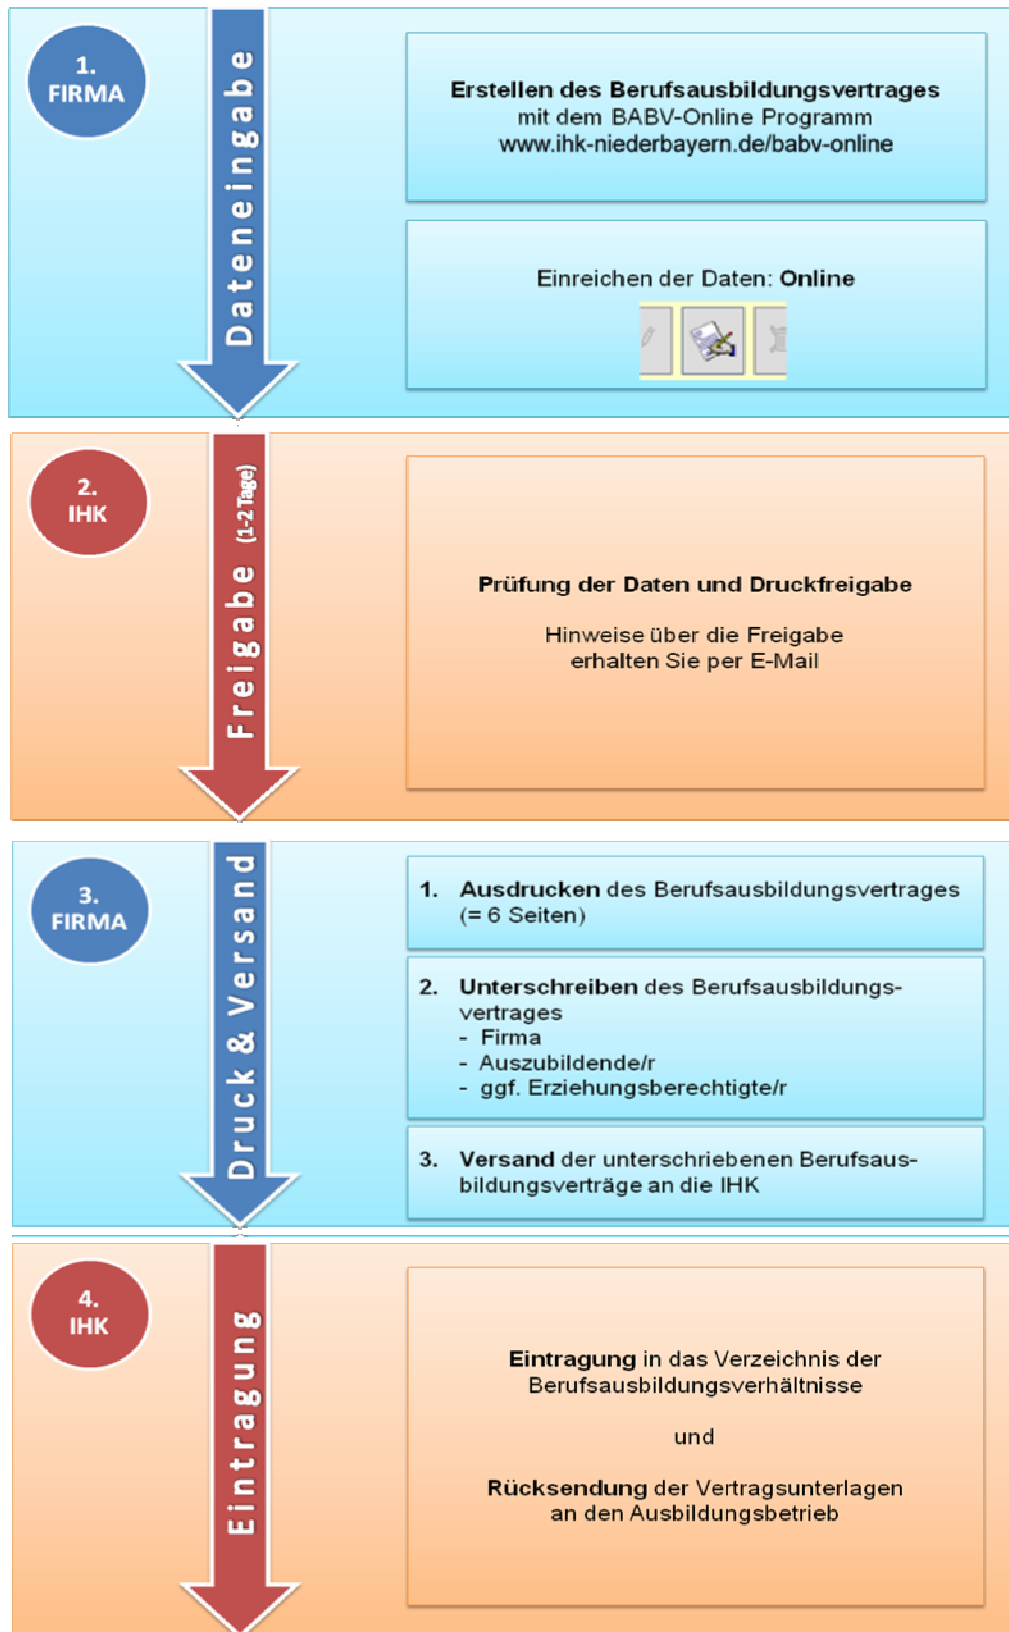 1.
FIRMA
Dateneingabe
Erstellen des Berufsausbildungsvertrages
mit dem BABV-Online Programm
www.ihk-niederbayern.de/babv-online
Einreichen der Daten: Online
2.
IHK
Freigabe (1-2 Tage)
Prüfung der Daten und Druckfreigabe
Hinweise über die Freigabe
erhalten Sie per E-Mail
3.
FIRMA
Druck & Versand
1. Ausdrucken des Berufsausbildungsvertrages
(= 6 Seiten)
2. Unterschreiben des Berufsausbildungs-
vertrages
- Firma
- Auszubildende/r
- ggf. Erziehungsberechtigte/r
3. Versand der unterschriebenen Berufsaus-
bildungsverträge an die IHK
4.
IHK
Eintragung
Eintragung in das Verzeichnis der
Berufsausbildungsverhältnisse
und
Rücksendung der Vertragsunterlagen
an den Ausbildungsbetrieb